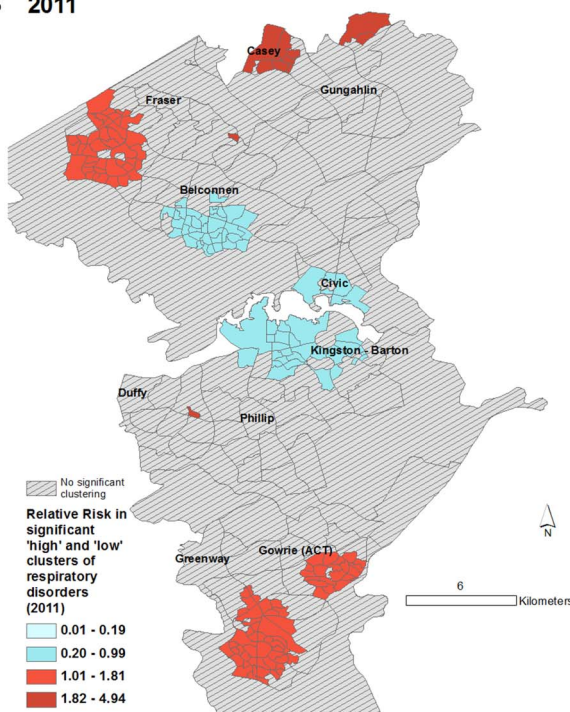 2011
Casey
Gungahlin
Fraser
Belconnen
Civic
Kingston - Barton
Duffy
Phillip
Gowrie (ACT)
Greenway
No significant
clustering
Relative Risk in
significant
'high' and 'low'
clusters of
respiratory
disorders
(2011)
0.01 - 0.19
0.20 - 0.99
1.01 - 1.81
1.82 - 4.94
N
6
Kilometers